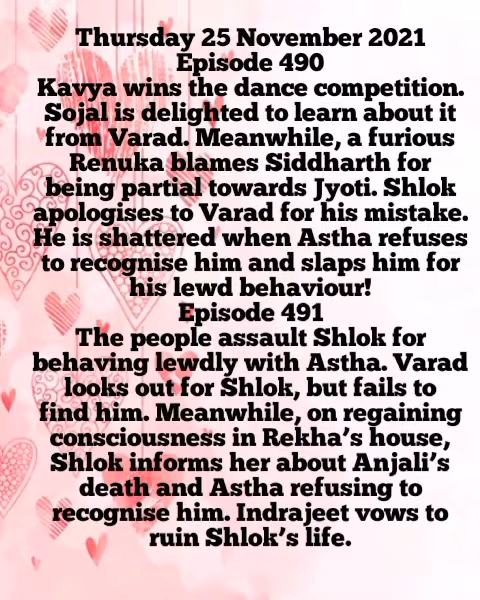 Thursday 25 November 2021
Episode 490
Kavya wins the dance competition.
Sojal is delighted to learn about it
from Varad. Meanwhile, a furious
Renuka blames Siddharth for
being partial towards Jyoti. Shlok
apologises to Varad for his mistake.
He is shattered when Astha refuses
to recognise him and slaps him for
his lewd behaviour!
Episode 491
The people assault Shlok for
behaving lewdly with Astha. Varad
looks out for Shlok, but fails to
find him. Meanwhile, on regaining
consciousness in Rekha's house,
Shlok informs her about Anjali's
death and Astha refusing to
recognise him. Indrajeet vows to
ruin Shlok's life.